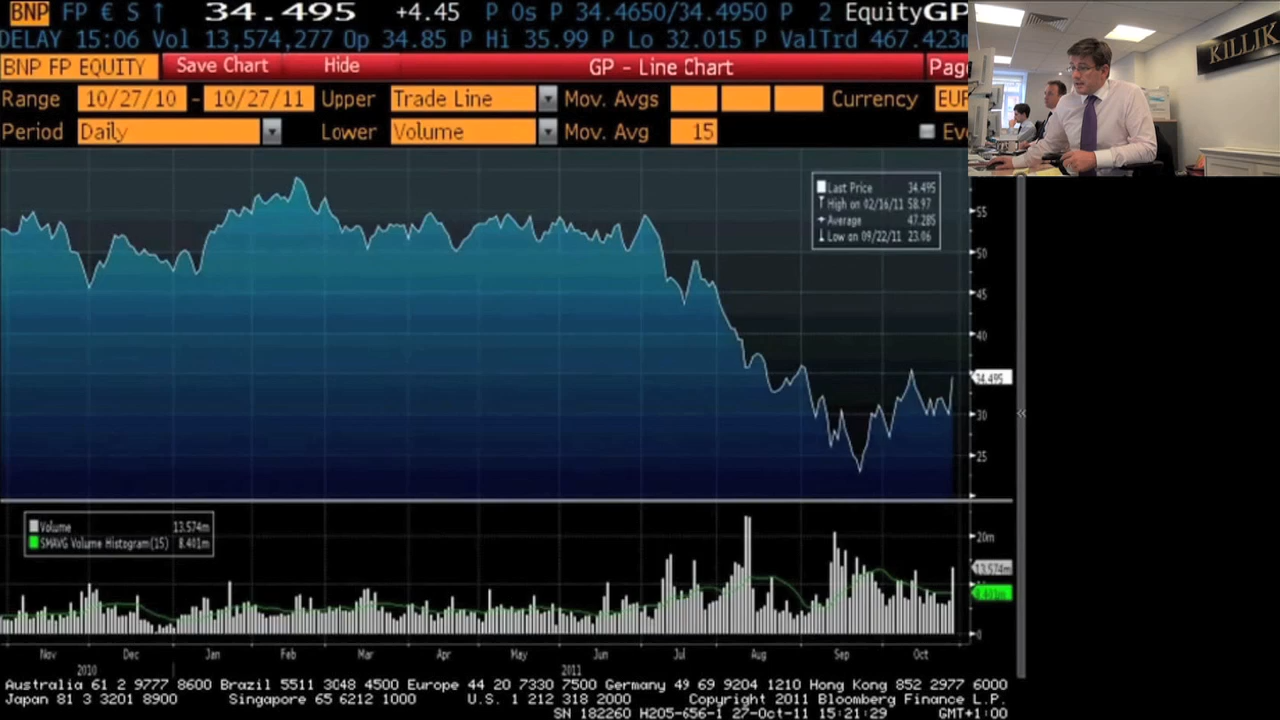 BNP FP € S ↑ 34.495 +4.45 P Os P 34.4650/34.4950 P 2 EquityGP
DELAY 15:06 Vol 13,574,277 Op 34.85 P Hi 35.99 P Lo 32.015 P ValTrd 467.423m
BNP FP EQUITY Save Chart Hide GP - Line Chart Pag
Range 10/27/10 - 10/27/11 Upper Trade Line Mov. Avgs Currency EUR
Period Daily Lower Volume Mov. Avg 15 Eve
KILLIK
Last Price 34.495
High on 02/16/11 58.97
Average 47.285
Low on 09/22/11 23.06
55
50
45
40
34.495
30
25
Volume 13.574m
SMAVG Volume Histogram(15) 8.401m
20m
13.574m
8.401m
0
Nov Dec Jan Feb Mar Apr May Jun Jul Aug Sep Oct
2010 2011
Australia 61 2 9777 8600 Brazil 5511 3048 4500 Europe 44 20 7330 7500 Germany 49 69 9204 1210 Hong Kong 852 2977 6000
Japan 81 3 3201 8900 Singapore 65 6212 1000 U.S. 1 212 318 2000 Copyright 2011 Bloomberg Finance L.P.
SN 182260 H205-656-1 27-Oct-11 15:21:29 GMT+1:00